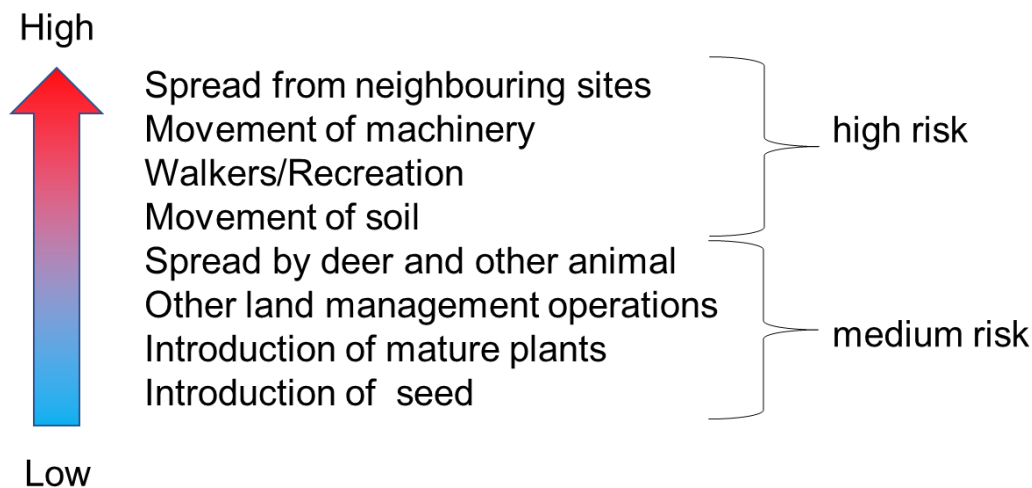 High
Spread from neighbouring sites
Movement of machinery
Walkers/Recreation
Movement of soil
high risk
Spread by deer and other animal
Other land management operations
Introduction of mature plants
Introduction of  seed
medium risk
Low